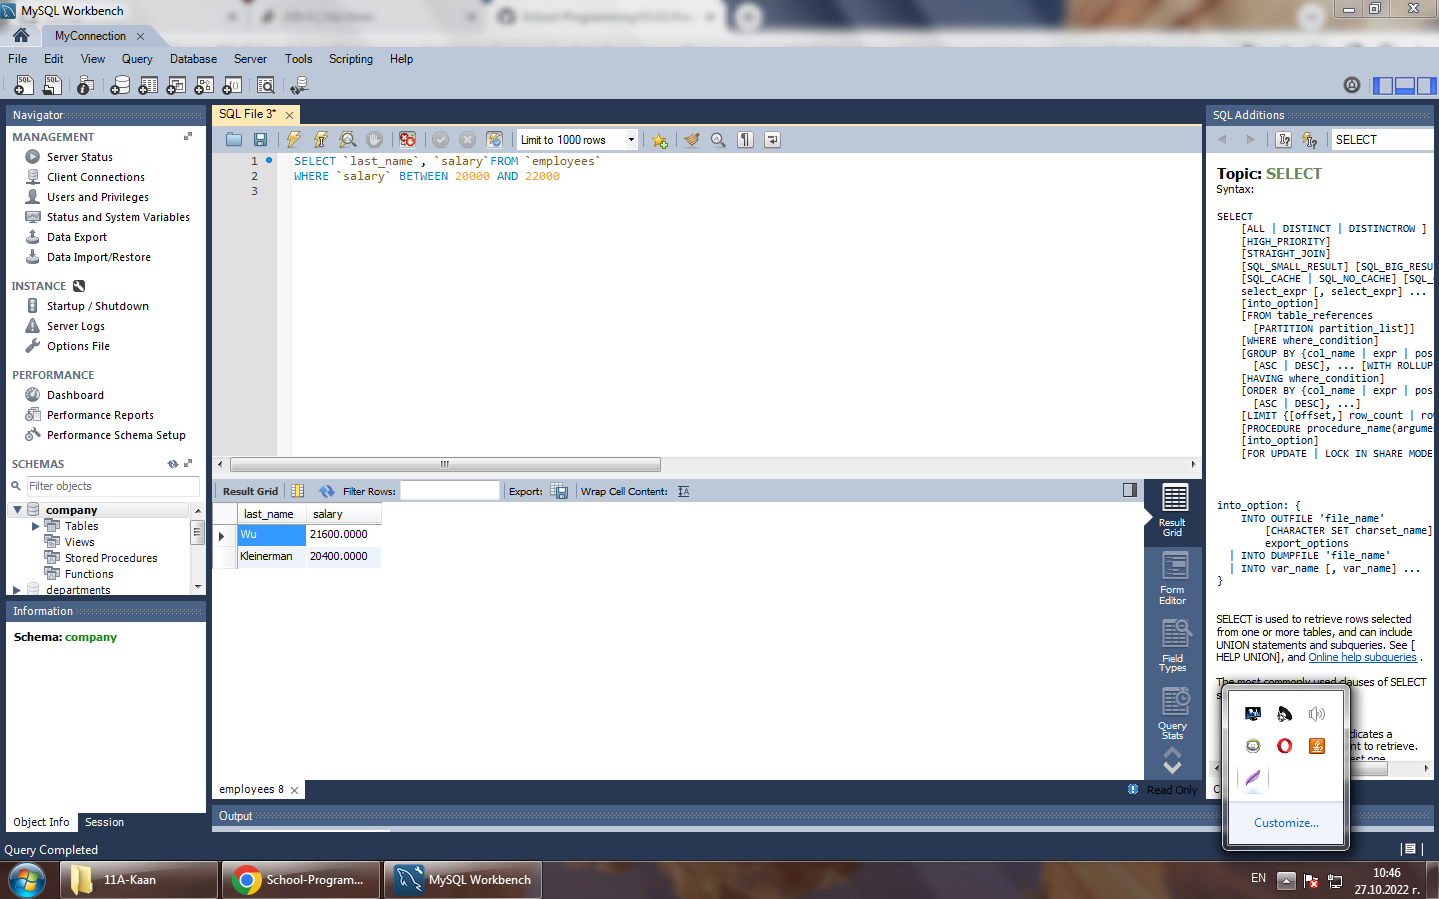 MySQL Workbench
MyConnection
File Edit View Query Database Server Tools Scripting Help
Navigator
MANAGEMENT
Server Status
Client Connections
Users and Privileges
Status and System Variables
Data Export
Data Import/Restore
INSTANCE
Startup / Shutdown
Server Logs
Options File
PERFORMANCE
Dashboard
Performance Reports
Performance Schema Setup
SCHEMAS
Filter objects
company
Tables
Views
Stored Procedures
Functions
departments
Information
Schema: company
Object Info Session
Query Completed
SQL File 3*
Limit to 1000 rows
1 SELECT `last_name`, `salary`FROM `employees`
2 WHERE `salary` BETWEEN 20000 AND 22000
3
Result Grid Filter Rows: Export: Wrap Cell Content:
last_name salary
Wu 21600.0000
Kleinerman 20400.0000
Result
Grid
Form
Editor
Field
Types
Query
Stats
employees 8
Read Only
Output
SQL Additions
SELECT
Topic: SELECT
Syntax:
SELECT
[ALL | DISTINCT | DISTINCTROW ]
[HIGH_PRIORITY]
[STRAIGHT_JOIN]
[SQL_SMALL_RESULT] [SQL_BIG_RESU
[SQL_CACHE | SQL_NO_CACHE] [SQL_
select_expr [, select_expr] ...
[into_option]
[FROM table_references
[PARTITION partition_list]]
[WHERE where_condition]
[GROUP BY {col_name | expr | pos
[ASC | DESC], ... [WITH ROLLUP
[HAVING where_condition]
[ORDER BY {col_name | expr | pos
[ASC | DESC], ...]
[LIMIT {[offset,] row_count | row
[PROCEDURE procedure_name(argume
[into_option]
[FOR UPDATE | LOCK IN SHARE MODE
into_option: {
INTO OUTFILE 'file_name'
[CHARACTER SET charset_name]
export_options
| INTO DUMPFILE 'file_name'
| INTO var_name [, var_name] ...
}
SELECT is used to retrieve rows selected
from one or more tables, and can include
UNION statements and subqueries. See [
HELP UNION], and Online help subqueries .
The most commonly used clauses of SELECT
dicates a
nt to retrieve.
Customize...
11A-Kaan
School-Program...
MySQL Workbench
EN
10:46
27.10.2022 г.